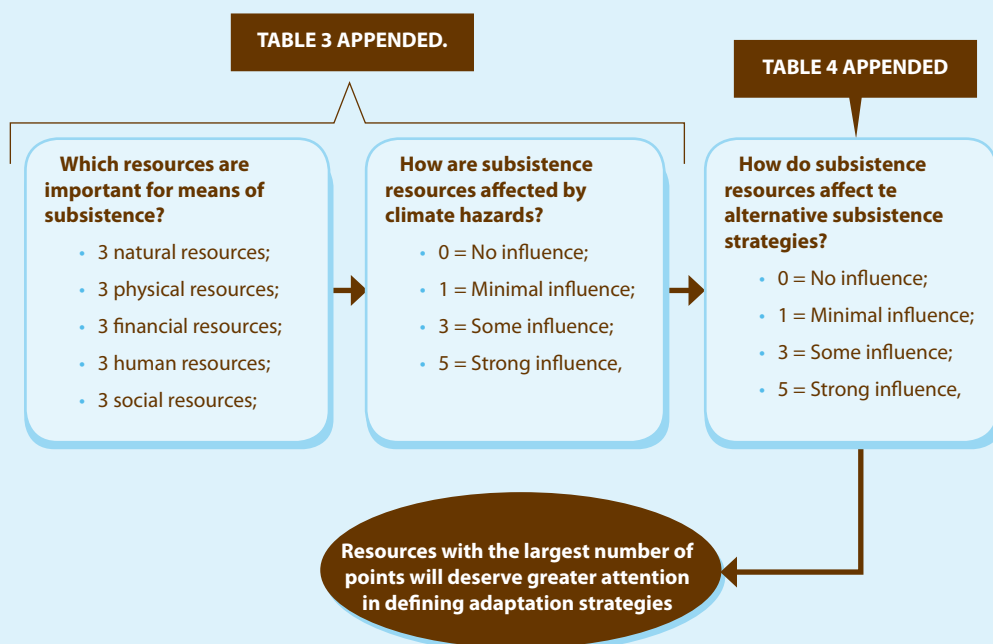 TABLE 3 APPENDED.
TABLE 4 APPENDED
Which resources are
important for means of
subsistence?
• 3 natural resources;
• 3 physical resources;
• 3 financial resources;
• 3 human resources;
• 3 social resources;
How are subsistence
resources affected by
climate hazards?
• 0 = No influence;
• 1 = Minimal influence;
• 3 = Some influence;
• 5 = Strong influence,
How do subsistence
resources affect te
alternative subsistence
strategies?
• 0 = No influence;
• 1 = Minimal influence;
• 3 = Some influence;
• 5 = Strong influence,
Resources with the largest number of
points will deserve greater attention
in defining adaptation strategies